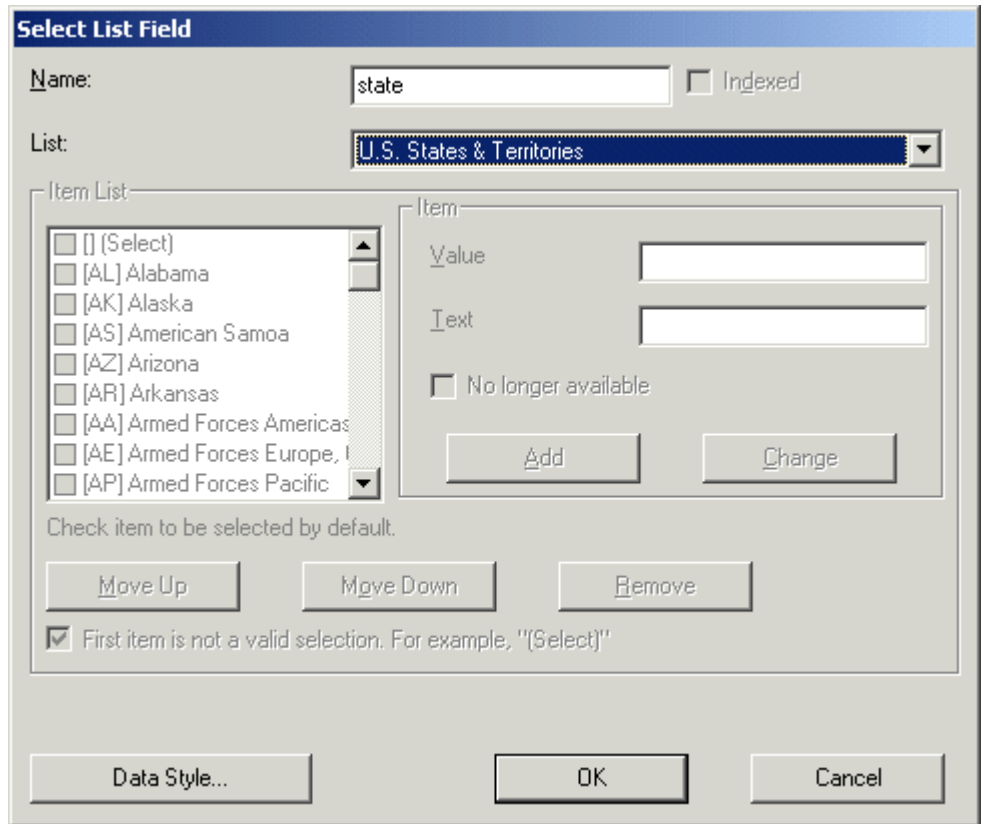 Select List Field
Name:
state
Indexed
List:
U.S. States & Territories
Item List
[] (Select)
[AL] Alabama
[AK] Alaska
[AS] American Samoa
[AZ] Arizona
[AR] Arkansas
[AA] Armed Forces Americas
[AE] Armed Forces Europe,
[AP] Armed Forces Pacific
Item
Value
Text
No longer available
Add
Change
Check item to be selected by default.
Move Up
Move Down
Remove
First item is not a valid selection. For example, "(Select)"
Data Style...
OK
Cancel